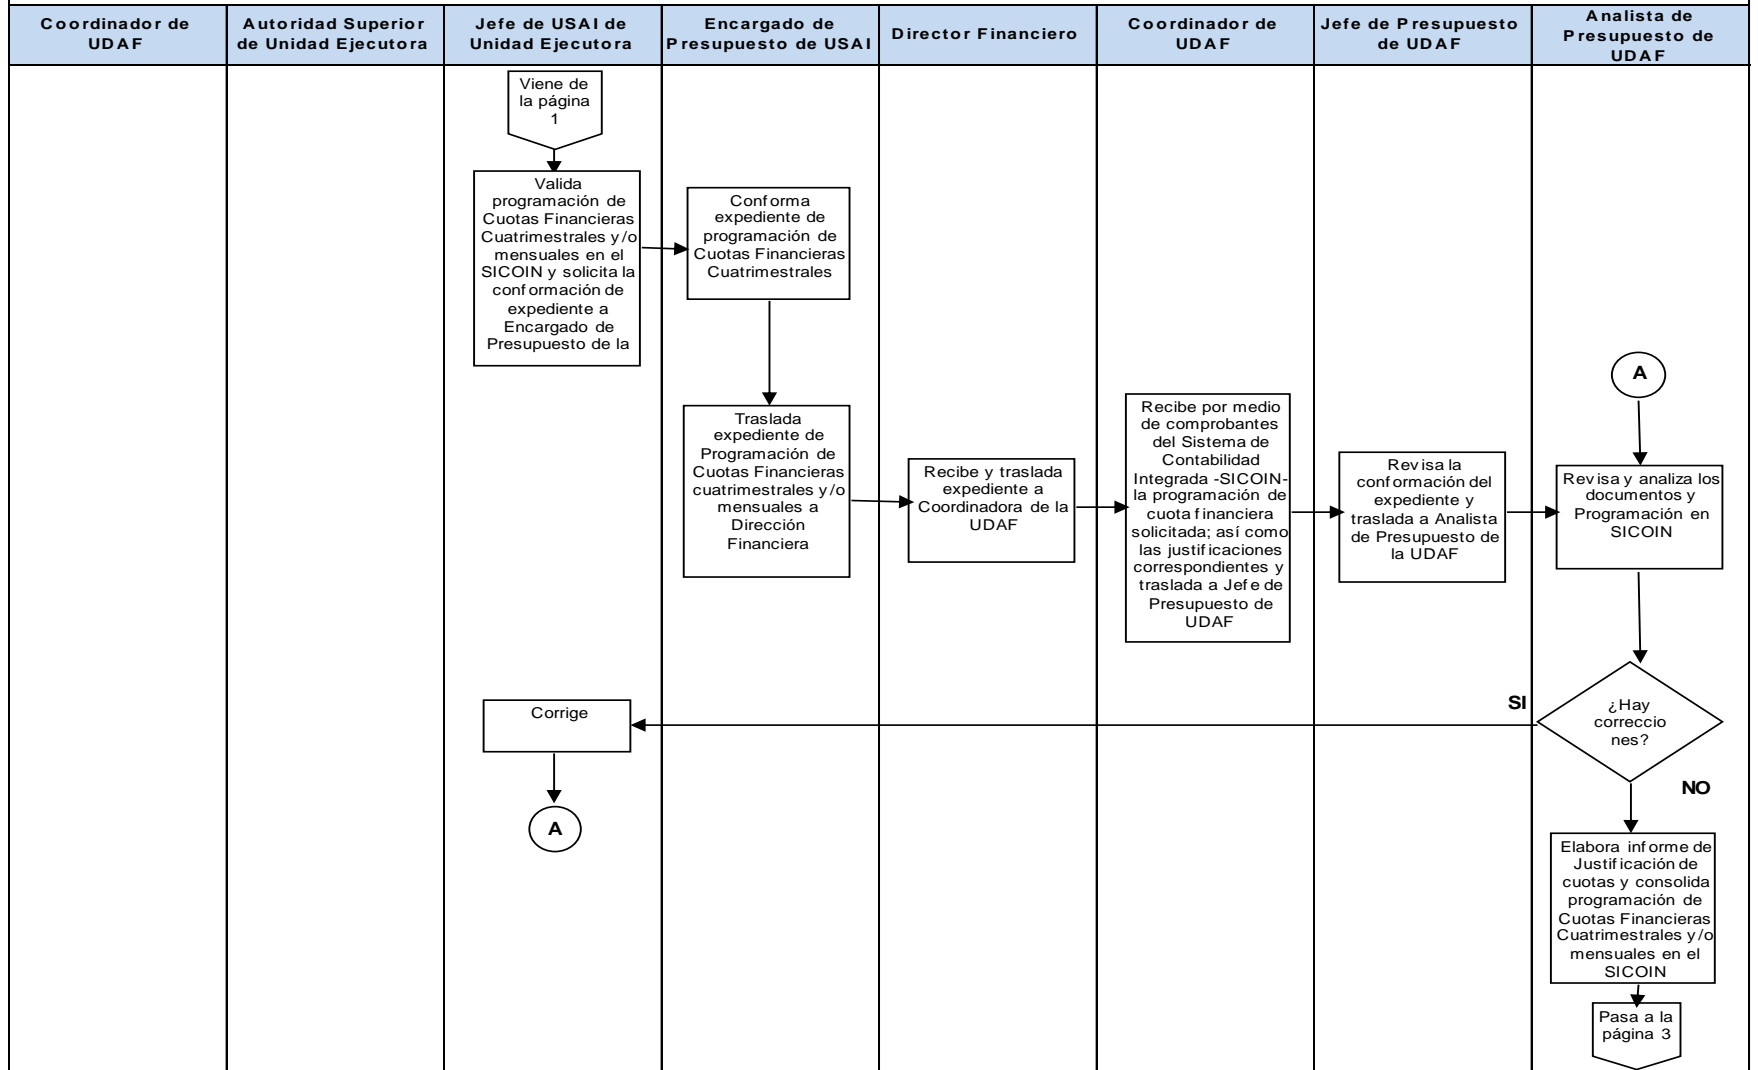 Coordinador de
UDAF
Autoridad Superior
de Unidad Ejecutora
Jefe de USAI de
Unidad Ejecutora
Encargado de
Presupuesto de USAI
Director Financiero
Coordinador de
UDAF
Jefe de Presupuesto
de UDAF
Analista de
Presupuesto de
UDAF
Viene de
la página
1
Valida
programación de
Cuotas Financieras
Cuatrimestrales y/o
mensuales en el
SICOIN y solicita la
conformación de
expediente a
Encargado de
Presupuesto de la
Conforma
expediente de
programación de
Cuotas Financieras
Cuatrimestrales
Traslada
expediente de
Programación de
Cuotas Financieras
cuatrimestrales y/o
mensuales a
Dirección
Financiera
Recibe y traslada
expediente a
Coordinadora de la
UDAF
Recibe por medio
de comprobantes
del Sistema de
Contabilidad
Integrada -SICOIN-
la programación de
cuota financiera
solicitada; así como
las justificaciones
correspondientes y
traslada a Jefe de
Presupuesto de
UDAF
Revisa la
conformación del
expediente y
traslada a Analista
de Presupuesto de
la UDAF
A
Revisa y analiza los
documentos y
Programación en
SICOIN
¿Hay
correccio
nes?
SI
NO
Corrige
A
Elabora informe de
Justificación de
cuotas y consolida
programación de
Cuotas Financieras
Cuatrimestrales y/o
mensuales en el
SICOIN
Pasa a la
página 3